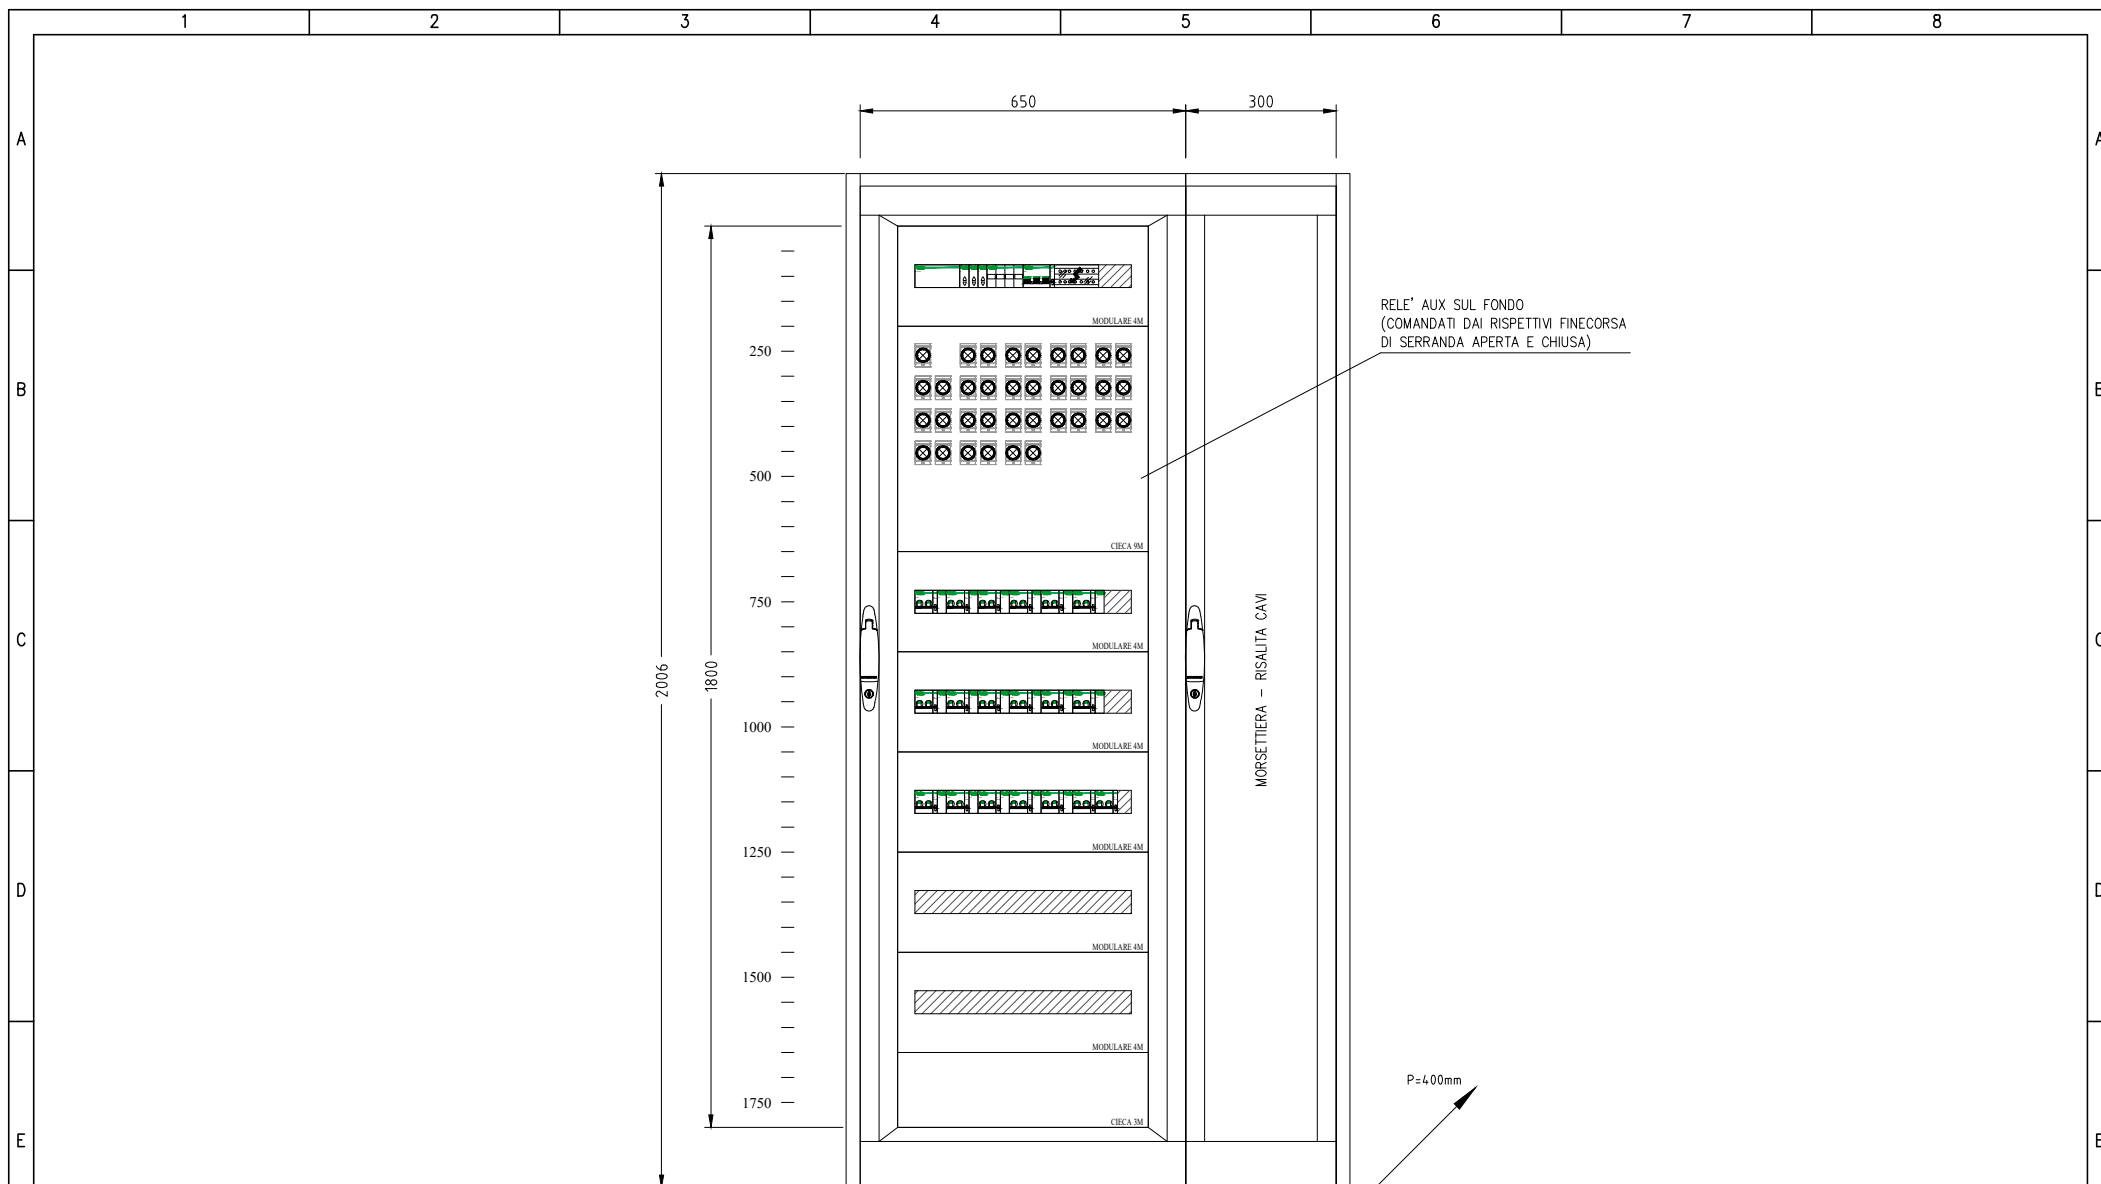 1 2 3 4 5 6 7 8
650 300
A A
MODULARE 4M
RELE' AUX SUL FONDO
(COMANDATI DAI RISPETTIVI FINECORSA
DI SERRANDA APERTA E CHIUSA)
250
B B
500
CIECA 9M
750
C C
MODULARE 4M
2006
1800
MORSETTIERA - RISALITA CAVI
1000
MODULARE 4M
1250
MODULARE 4M
D D
MODULARE 4M
1500
MODULARE 4M
P=400mm
1750
CIECA 3M
E E